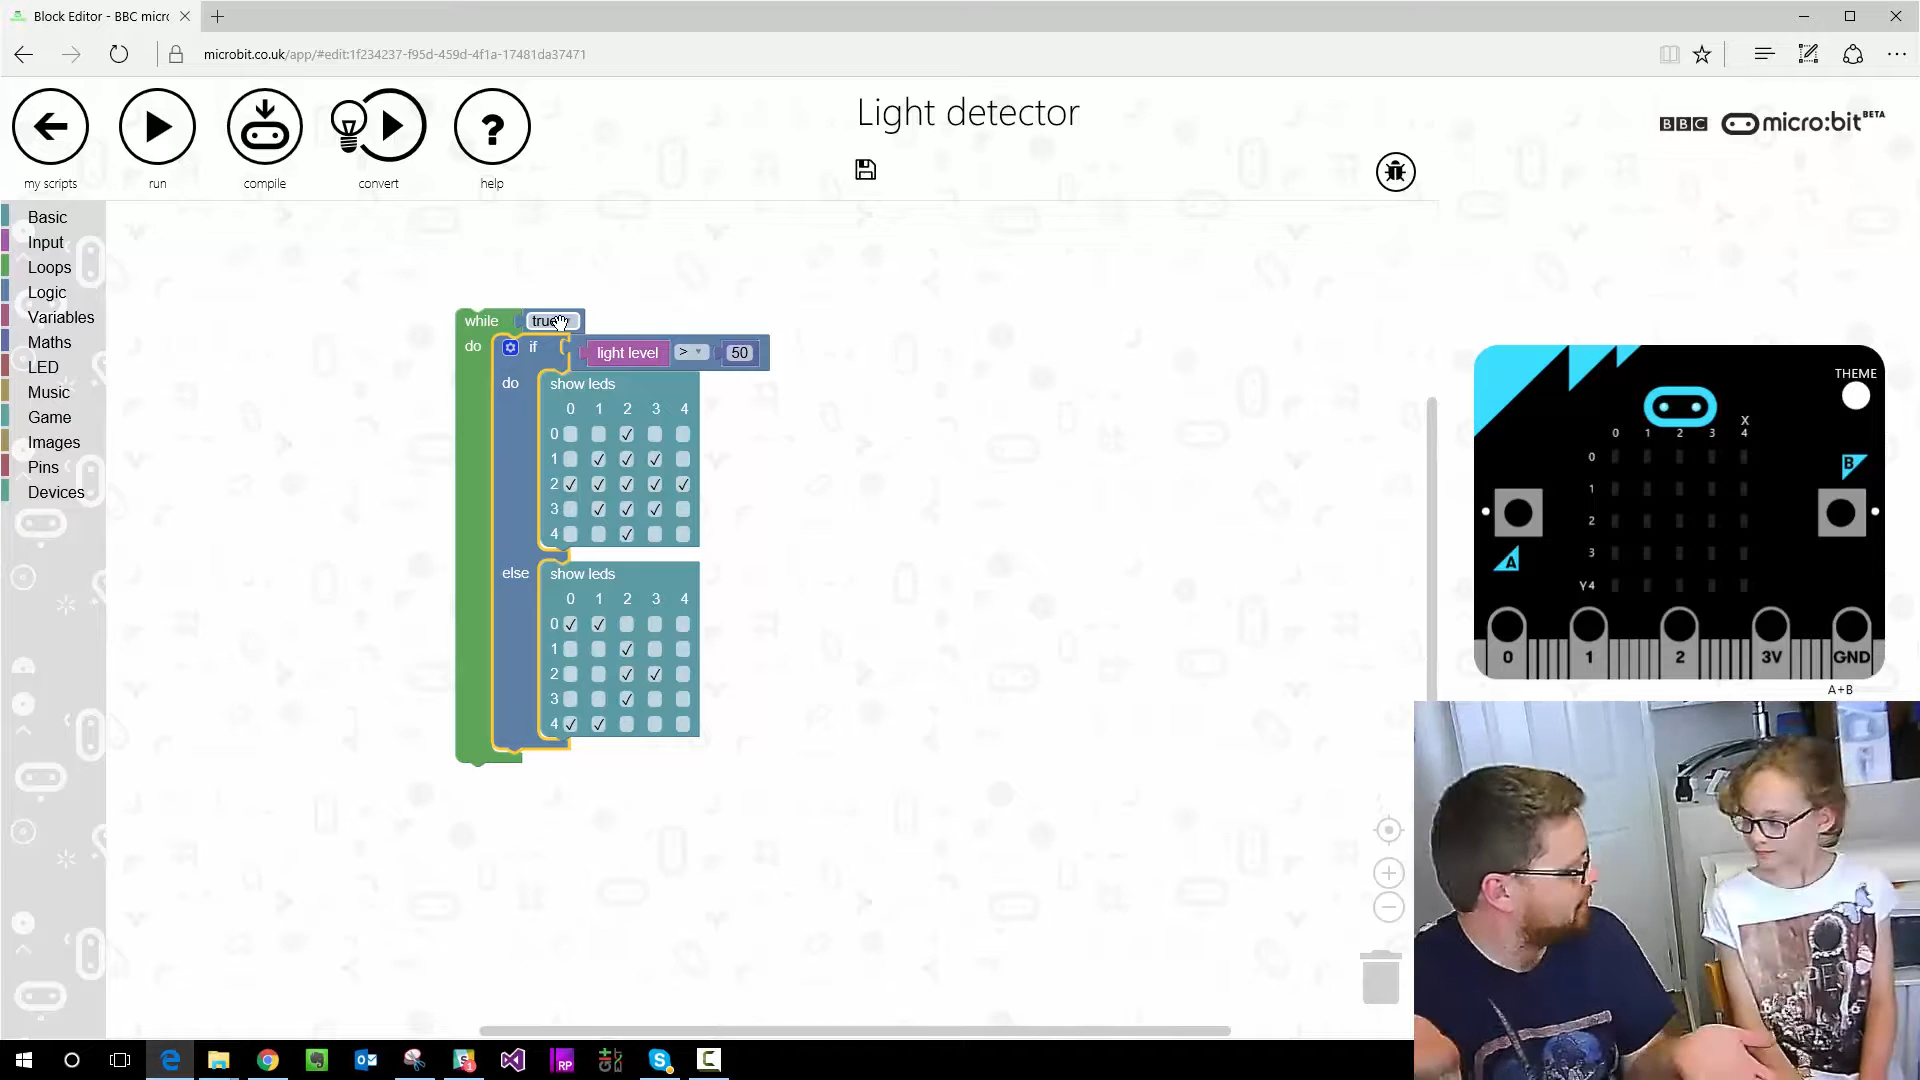 Block Editor - BBC micr
microbit.co.uk/app/#edit:1f234237-f95d-459d-4f1a-17481da37471
my scripts
run
compile
convert
?
help
Light detector
BBC micro:bit BETA
Basic
Input
Loops
Logic
Variables
Maths
LED
Music
Game
Images
Pins
Devices
while true
do if light level > 50
do show leds
0 1 2 3 4
0
1
2
3
4
else show leds
0 1 2 3 4
0
1
2
3
4
THEME
X
0 1 2 3 4
0
1
2
3
Y4
B
A
0 1 2 3V GND
A+B
RP